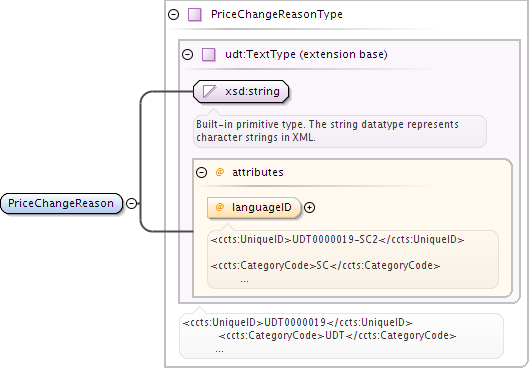 PriceChangeReasonType
udt:TextType (extension base)
xsd:string
Built-in primitive type. The string datatype represents
character strings in XML.
@ attributes
PriceChangeReason
@ languageID
<ccts:UniqueID>UDT0000019-SC2</ccts:UniqueID>
<ccts:CategoryCode>SC</ccts:CategoryCode>
...
<ccts:UniqueID>UDT0000019</ccts:UniqueID>
<ccts:CategoryCode>UDT</ccts:CategoryCode>
...